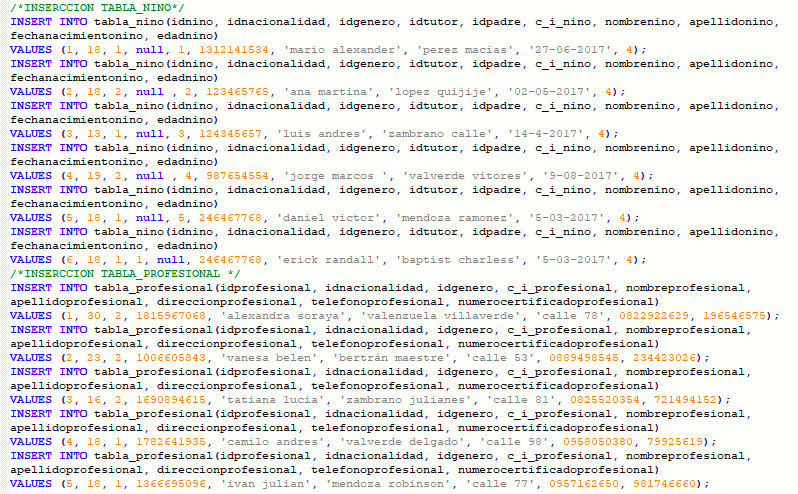 /*INSERCCION TABLA_NINO*/
INSERT INTO tabla_nino(idnino, idnacionalidad, idgenero, idtutor, idpadre, c_i_nino, nombrenino, apellidonino,
fechanacimientonino, edadnino)
VALUES (1, 18, 1, null, 1, 1312141534, 'mario alexander', 'perez macias', '27-06-2017', 4);
INSERT INTO tabla_nino(idnino, idnacionalidad, idgenero, idtutor, idpadre, c_i_nino, nombrenino, apellidonino,
fechanacimientonino, edadnino)
VALUES (2, 18, 2, null , 2, 123465765, 'ana martina', 'lopez quijije', '02-05-2017', 4);
INSERT INTO tabla_nino(idnino, idnacionalidad, idgenero, idtutor, idpadre, c_i_nino, nombrenino, apellidonino,
fechanacimientonino, edadnino)
VALUES (3, 13, 1, null, 3, 124345657, 'luis andres', 'zambrano calle', '14-4-2017', 4);
INSERT INTO tabla_nino(idnino, idnacionalidad, idgenero, idtutor, idpadre, c_i_nino, nombrenino, apellidonino,
fechanacimientonino, edadnino)
VALUES (4, 19, 2, null , 4, 987654554, 'jorge marcos ', 'valverde vitores', '9-08-2017', 4);
INSERT INTO tabla_nino(idnino, idnacionalidad, idgenero, idtutor, idpadre, c_i_nino, nombrenino, apellidonino,
fechanacimientonino, edadnino)
VALUES (5, 18, 1, null, 5, 246467768, 'daniel victor', 'mendoza ramonez', '5-03-2017', 4);
INSERT INTO tabla_nino(idnino, idnacionalidad, idgenero, idtutor, idpadre, c_i_nino, nombrenino, apellidonino,
fechanacimientonino, edadnino)
VALUES (6, 18, 1, 1, null, 246467768, 'erick randall', 'baptist charless', '5-03-2017', 4);
/*INSERCCION TABLA_PROFESIONAL */
INSERT INTO tabla_profesional(idprofesional, idnacionalidad, idgenero, c_i_profesional, nombreprofesional,
apellidoprofesional, direccionprofesional, telefonoprofesional, numerocertificadoprofesional)
VALUES (1, 30, 2, 1815967068, 'alexandra soraya', 'valenzuela villaverde', 'calle 78', 0822922629, 196546575);
INSERT INTO tabla_profesional(idprofesional, idnacionalidad, idgenero, c_i_profesional, nombreprofesional,
apellidoprofesional, direccionprofesional, telefonoprofesional, numerocertificadoprofesional)
VALUES (2, 23, 2, 1006605843, 'vanesa belen', 'bertrán maestre', 'calle 53', 0889498545, 234423026);
INSERT INTO tabla_profesional(idprofesional, idnacionalidad, idgenero, c_i_profesional, nombreprofesional,
apellidoprofesional, direccionprofesional, telefonoprofesional, numerocertificadoprofesional)
VALUES (3, 16, 2, 1690894615, 'tatiana lucia', 'zambrano julianes', 'calle 81', 0825520354, 721494152);
INSERT INTO tabla_profesional(idprofesional, idnacionalidad, idgenero, c_i_profesional, nombreprofesional,
apellidoprofesional, direccionprofesional, telefonoprofesional, numerocertificadoprofesional)
VALUES (4, 18, 1, 1782641935, 'camilo andres', 'valverde delgado', 'calle 98', 0958050380, 79925619);
INSERT INTO tabla_profesional(idprofesional, idnacionalidad, idgenero, c_i_profesional, nombreprofesional,
apellidoprofesional, direccionprofesional, telefonoprofesional, numerocertificadoprofesional)
VALUES (5, 18, 1, 1366695096, 'ivan julian', 'mendoza robinson', 'calle 77', 0957162650, 981746660);